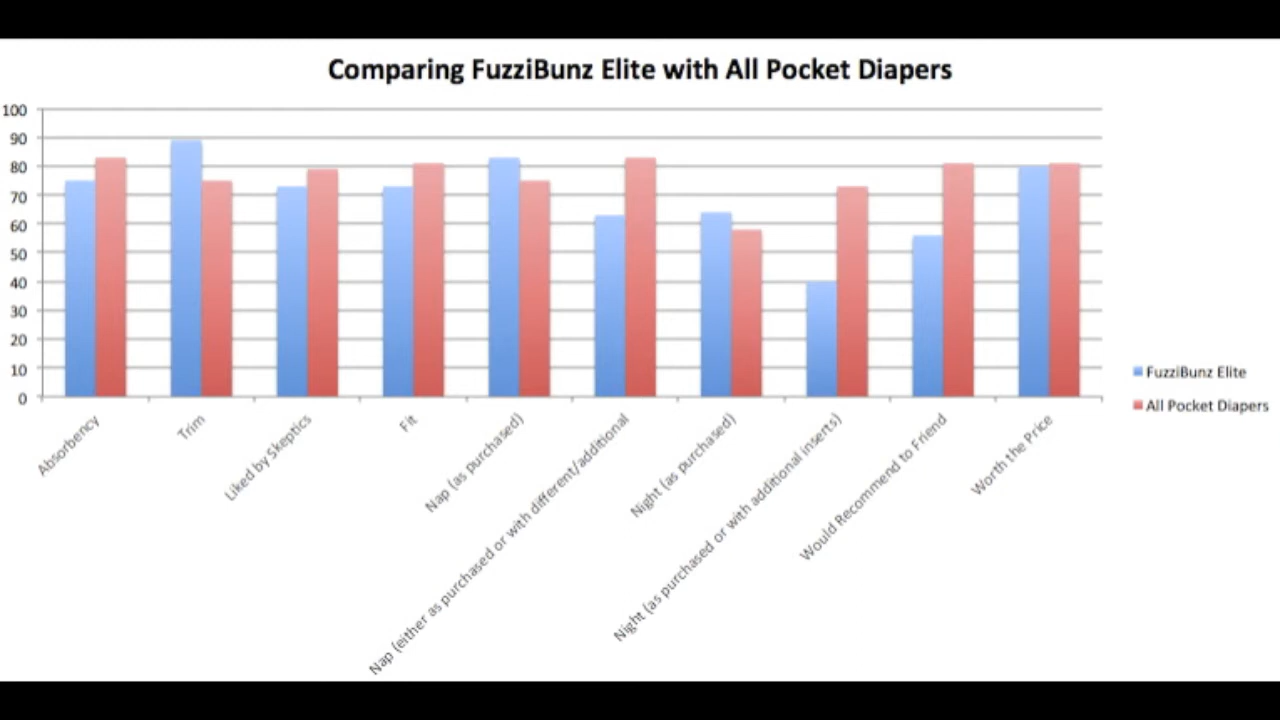 Comparing FuzziBunz Elite with All Pocket Diapers
100
90
80
70
60
50
40
30
20
10
0
Absorbency
Trim
Liked by Skeptics
Fit
Nap (as purchased)
Nap (either as purchased or with different/additional
Night (as purchased)
Night (as purchased or with additional inserts)
Would Recommend to Friend
Worth the Price
FuzziBunz Elite
All Pocket Diapers